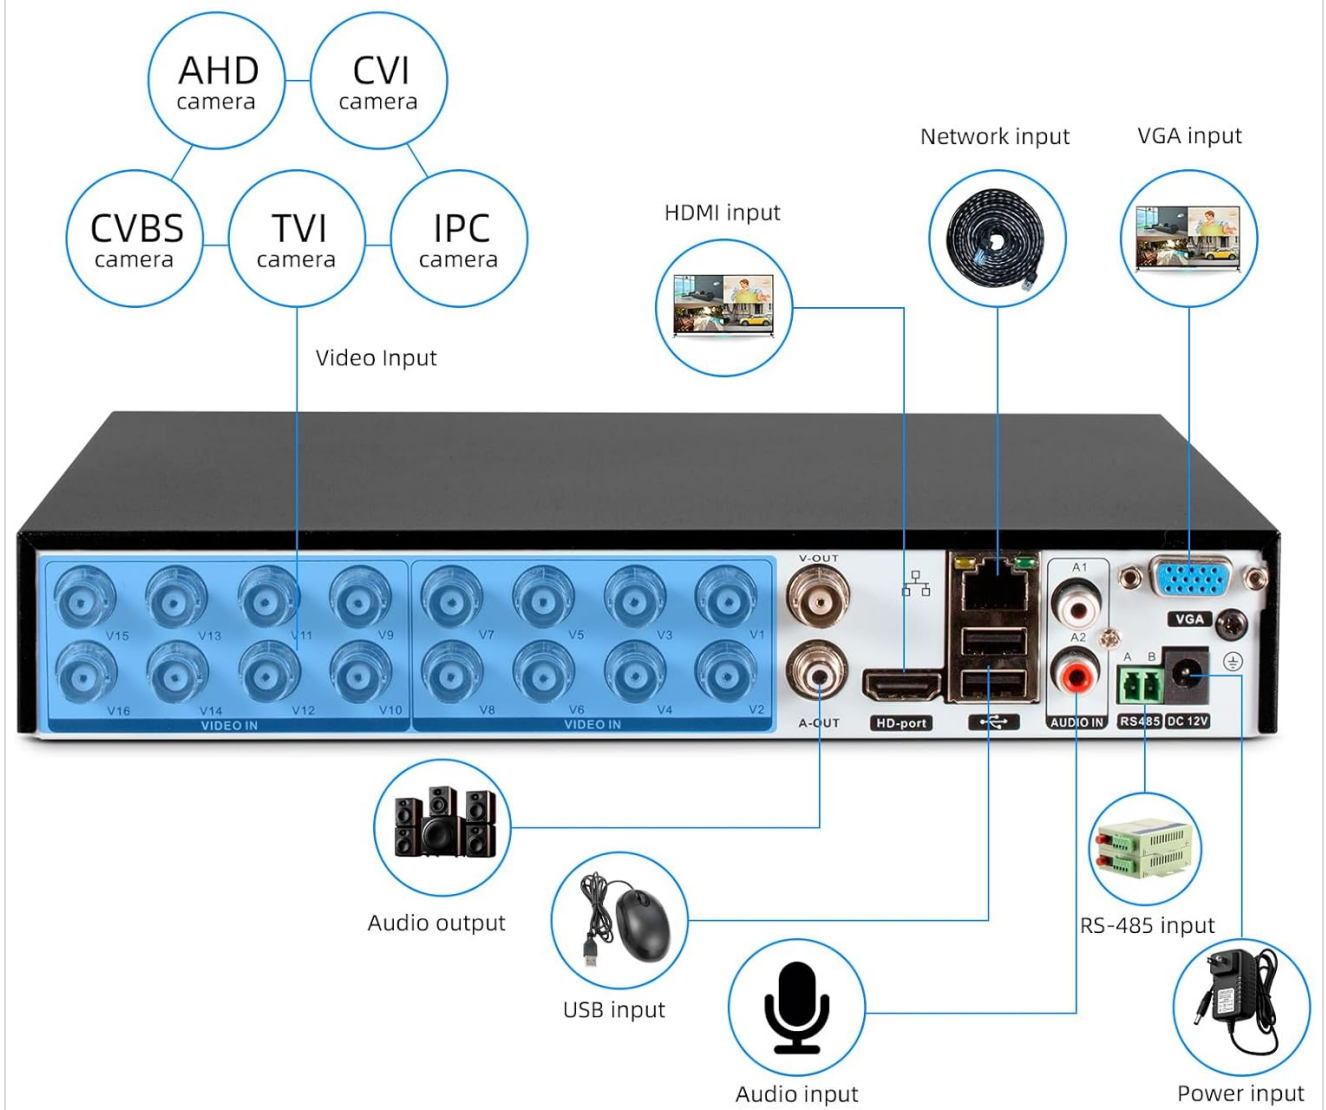 AHD
camera
CVI
camera
CVBS
camera
TVI
camera
IPC
camera
Video Input
HDMI input
Network input
VGA input
V-OUT
A1
VGA
V15
V13
V11
V9
V7
V5
V3
V1
A2
A B
V16
V14
V12
V10
V8
V6
V4
V2
VIDEO IN
VIDEO IN
A-OUT
HD-port
AUDIO IN
RS485
DC 12V
Audio output
USB input
Audio input
RS-485 input
Power input